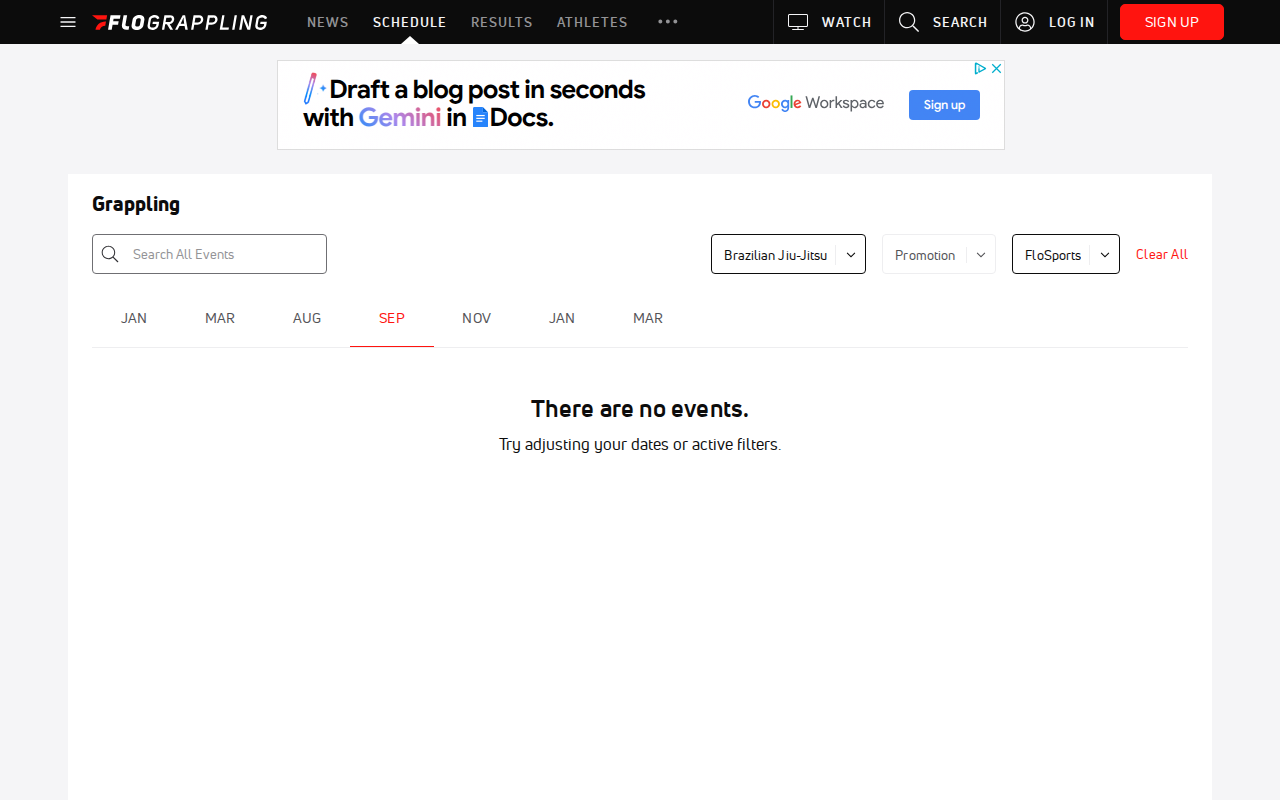 FLOGRAPPLING
NEWS
SCHEDULE
RESULTS
ATHLETES
WATCH
SEARCH
LOG IN
SIGN UP
Draft a blog post in seconds
with Gemini in Docs.
Google Workspace
Sign up
Grappling
Search All Events
Brazilian Jiu-Jitsu
Promotion
FloSports
Clear All
JAN
MAR
AUG
SEP
NOV
JAN
MAR
There are no events.
Try adjusting your dates or active filters.